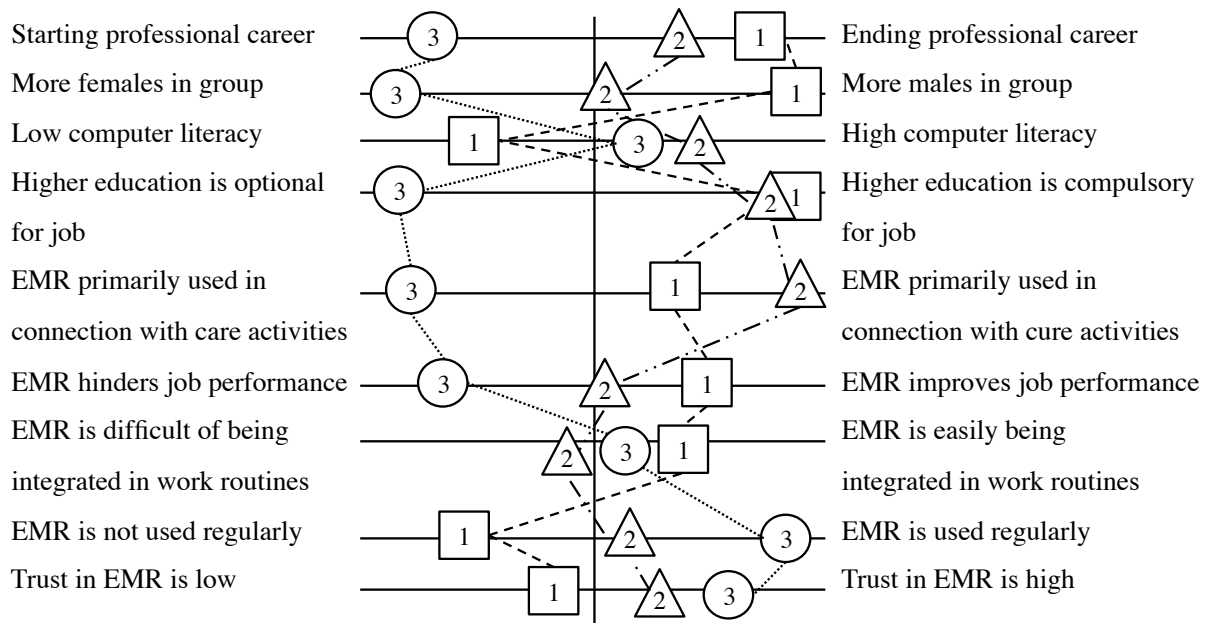 Starting professional career 3 2 1 Ending professional career
More females in group 3 2 1 More males in group
Low computer literacy 1 3 2 High computer literacy
Higher education is optional 3 2 1 Higher education is compulsory
for job for job
EMR primarily used in 3 1 2 EMR primarily used in
connection with care activities connection with cure activities
EMR hinders job performance 3 2 1 EMR improves job performance
EMR is difficult of being 2 3 1 EMR is easily being
integrated in work routines integrated in work routines
EMR is not used regularly 1 2 3 EMR is used regularly
Trust in EMR is low 1 2 3 Trust in EMR is high